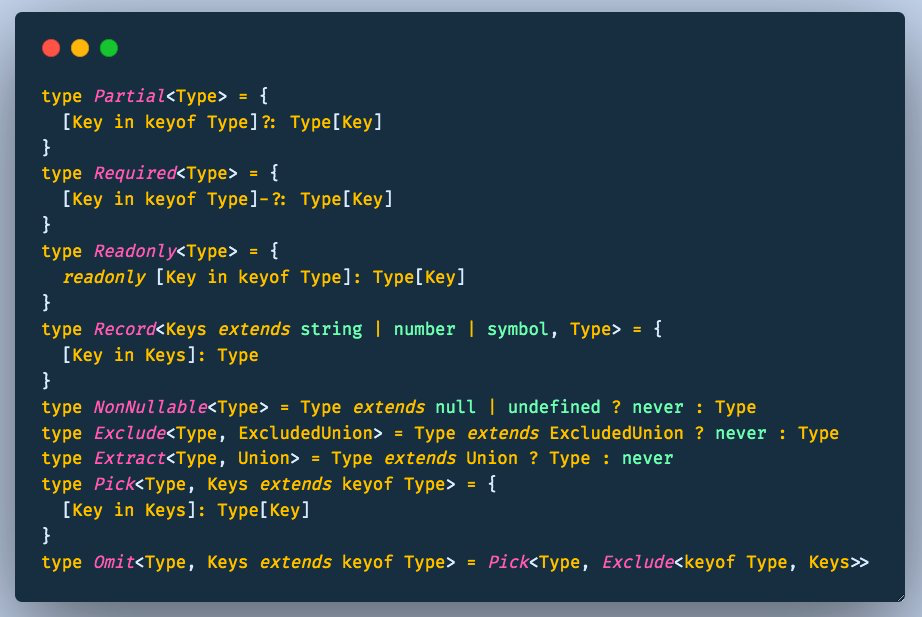 type Partial<Type> = {
  [Key in keyof Type]?: Type[Key]
}
type Required<Type> = {
  [Key in keyof Type]-?: Type[Key]
}
type Readonly<Type> = {
  readonly [Key in keyof Type]: Type[Key]
}
type Record<Keys extends string | number | symbol, Type> = {
  [Key in Keys]: Type
}
type NonNullable<Type> = Type extends null | undefined ? never : Type
type Exclude<Type, ExcludedUnion> = Type extends ExcludedUnion ? never : Type
type Extract<Type, Union> = Type extends Union ? Type : never
type Pick<Type, Keys extends keyof Type> = {
  [Key in Keys]: Type[Key]
}
type Omit<Type, Keys extends keyof Type> = Pick<Type, Exclude<keyof Type, Keys>>